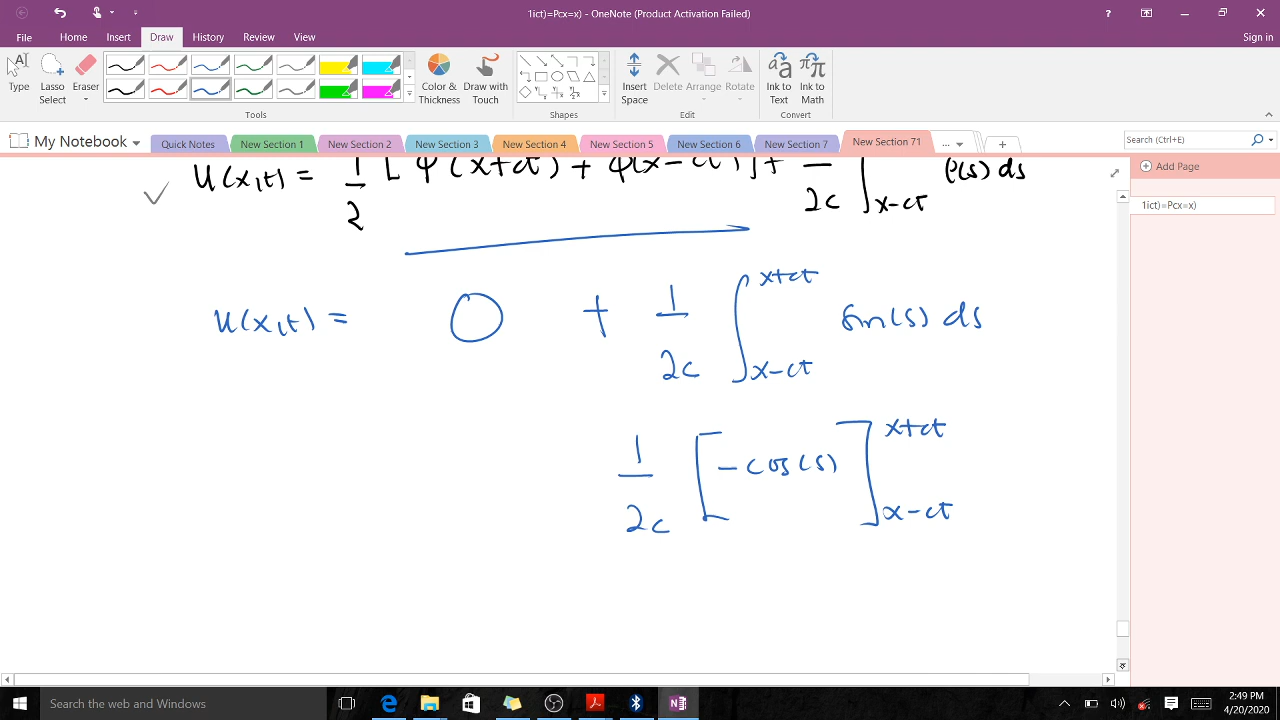 1ict)=Pcx=x) - OneNote (Product Activation Failed)
File Home Insert Draw History Review View Sign in
Type Lasso Select Eraser Color & Thickness Draw with Touch Insert Space Delete Arrange Rotate Ink to Text Ink to Math
Tools Shapes Edit Convert
My Notebook Quick Notes New Section 1 New Section 2 New Section 3 New Section 4 New Section 5 New Section 6 New Section 7 New Section 71 ... + Search (Ctrl+E)
Add Page
1ict)=Pcx=x)
u(x,t) = 1/2 [ φ(x+ct) + φ(x-ct) ] + 1/2c ∫ x-ct ds
u(x,t) = 0 + 1/2c ∫ x-ct x+ct sin(s) ds
1/2c [ -cos(s) ] x-ct x+ct
Search the web and Windows
2:49 PM
4/20/2020